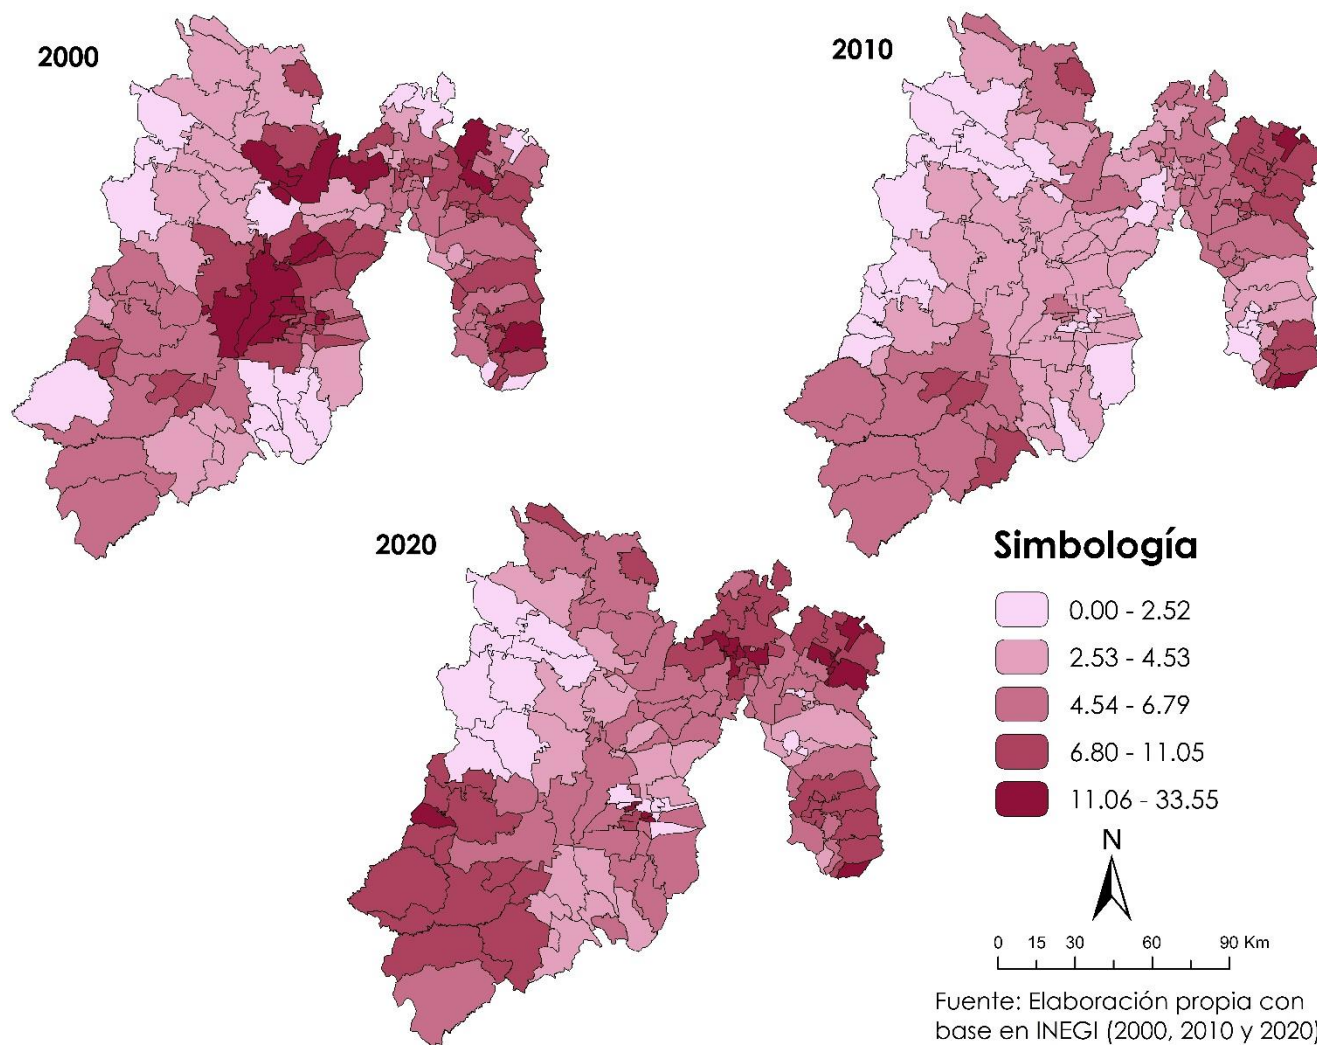 2000
2010
2020
Simbología
0.00 - 2.52
2.53 - 4.53
4.54 - 6.79
6.80 - 11.05
11.06 - 33.55
N
0 15 30 60 90 Km
Fuente: Elaboración propia con
base en INEGI (2000, 2010 y 2020)